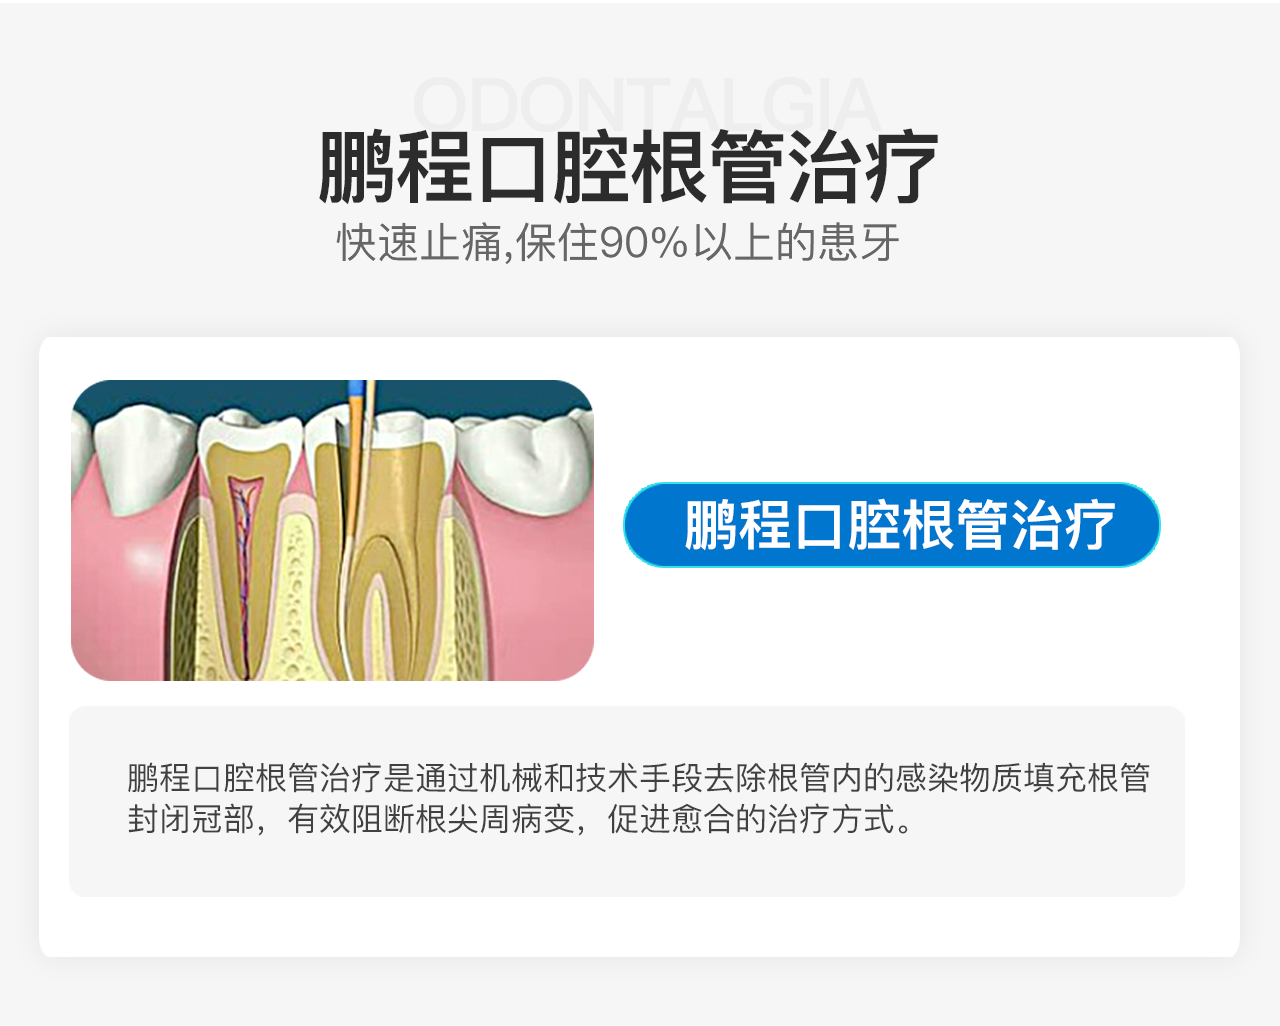 ODONTALGIA
鹏程口腔根管治疗
快速止痛,保住90%以上的患牙
鹏程口腔根管治疗
鹏程口腔根管治疗是通过机械和技术手段去除根管内的感染物质填充根管
封闭冠部，有效阻断根尖周病变，促进愈合的治疗方式。